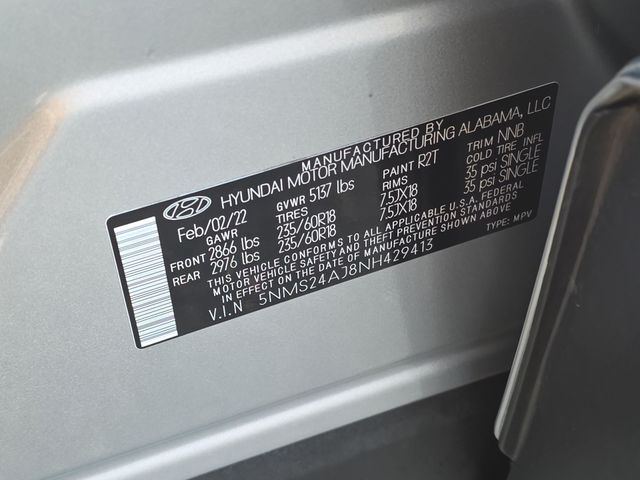 MANUFACTURED BY
HYUNDAI MOTOR MANUFACTURING ALABAMA, LLC
Feb/02/22 GVWR 5137 lbs PAINT R2T TRIM NNB
GAWR TIRES RIMS COLD TIRE INFL
FRONT 2866 lbs 235/60R18 7.5JX18 35 psi SINGLE
REAR 2976 lbs 235/60R18 7.5JX18 35 psi SINGLE
THIS VEHICLE CONFORMS TO ALL APPLICABLE U.S.A. FEDERAL
MOTOR VEHICLE SAFETY AND THEFT PREVENTION STANDARDS
IN EFFECT ON THE DATE OF MANUFACTURE SHOWN ABOVE.
V.I.N 5NMS24AJ8NH429413 TYPE: MPV